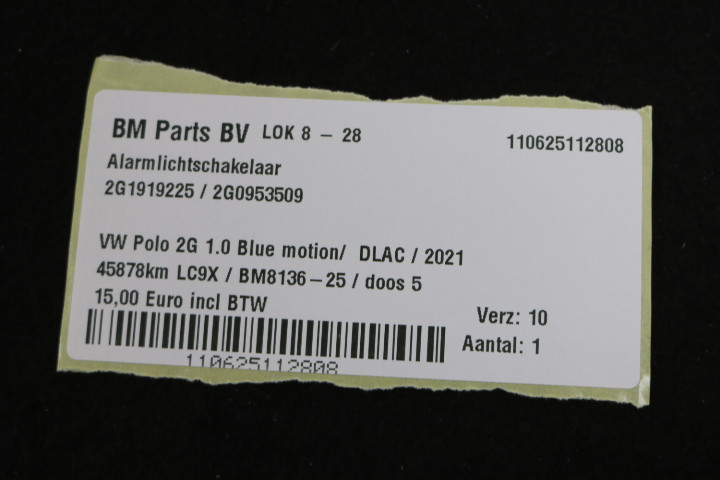 BM Parts BV LOK 8 - 28 110625112808
Alarmlichtschakelaar
2G1919225 / 2G0953509
VW Polo 2G 1.0 Blue motion/ DLAC / 2021
45878km LC9X / BM8136-25 / doos 5
15,00 Euro incl BTW Verz: 10
Aantal: 1
110625112808